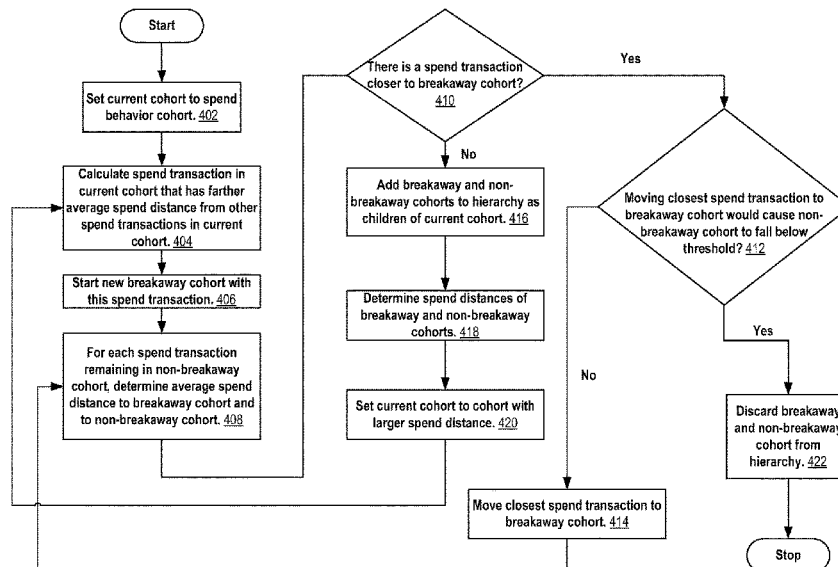 Start
Set current cohort to spend
behavior cohort. 402
Calculate spend transaction in
current cohort that has farther
average spend distance from other
spend transactions in current
cohort. 404
Start new breakaway cohort with
this spend transaction. 406
For each spend transaction
remaining in non-breakaway
cohort, determine average spend
distance to breakaway cohort and
to non-breakaway cohort. 408
There is a spend transaction
closer to breakaway cohort?
410
Yes
No
Add breakaway and non-
breakaway cohorts to hierarchy as
children of current cohort. 416
Determine spend distances of
breakaway and non-breakaway
cohorts. 418
Set current cohort to cohort with
larger spend distance. 420
Moving closest spend transaction to
breakaway cohort would cause non-
breakaway cohort to fall below
threshold? 412
No
Yes
Move closest spend transaction to
breakaway cohort. 414
Discard breakaway
and non-breakaway
cohort from
hierarchy. 422
Stop